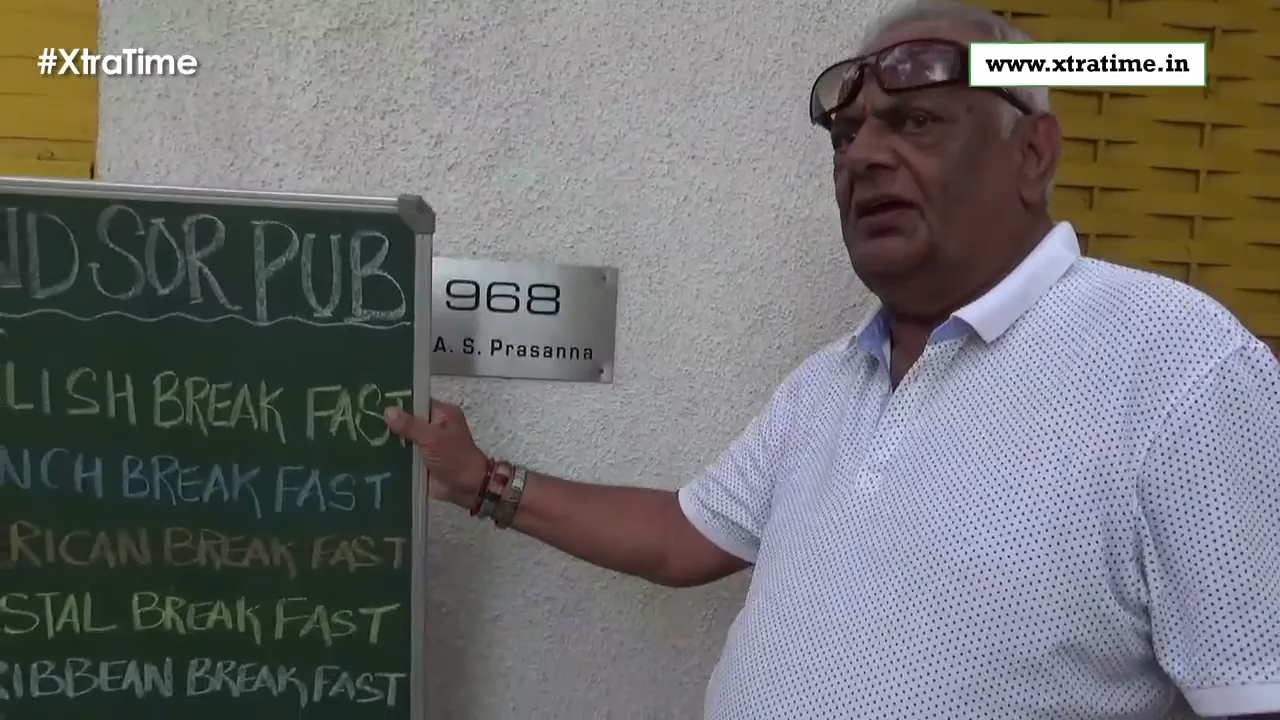 #XtraTime
www.xtratime.in
NDSOR PUB
968
A. S. Prasanna
LISH BREAK FAST
NCH BREAK FAST
RICAN BREAK FAST
STAL BREAK FAST
RIBBEAN BREAK FAST